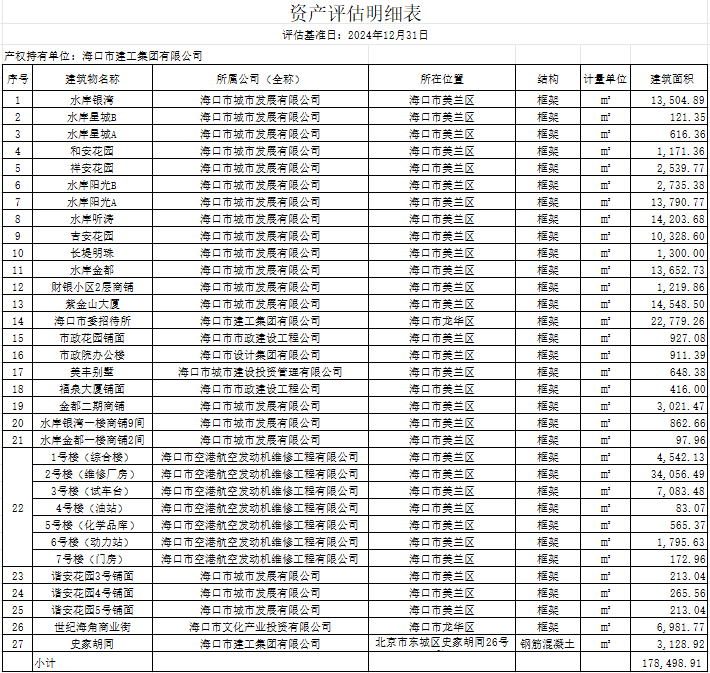 资产评估明细表
评估基准日：2024年12月31日
产权持有单位：海口市建工集团有限公司
序号 建筑物名称 所属公司（全称） 所在位置 结构 计量单位 建筑面积
1 水岸银湾 海口市城市发展有限公司 海口市美兰区 框架 ㎡ 13,504.89
2 水岸星城B 海口市城市发展有限公司 海口市美兰区 框架 ㎡ 121.35
3 水岸星城A 海口市城市发展有限公司 海口市美兰区 框架 ㎡ 616.36
4 和安花园 海口市城市发展有限公司 海口市美兰区 框架 ㎡ 1,171.36
5 祥安花园 海口市城市发展有限公司 海口市美兰区 框架 ㎡ 2,539.77
6 水岸阳光B 海口市城市发展有限公司 海口市美兰区 框架 ㎡ 2,735.38
7 水岸阳光A 海口市城市发展有限公司 海口市美兰区 框架 ㎡ 13,790.77
8 水岸听涛 海口市城市发展有限公司 海口市美兰区 框架 ㎡ 14,203.68
9 吉安花园 海口市城市发展有限公司 海口市美兰区 框架 ㎡ 10,328.60
10 长堤明珠 海口市城市发展有限公司 海口市美兰区 框架 ㎡ 1,300.00
11 水岸金都 海口市城市发展有限公司 海口市美兰区 框架 ㎡ 13,652.73
12 财银小区2层商铺 海口市城市发展有限公司 海口市美兰区 框架 ㎡ 1,219.86
13 紫金山大厦 海口市城市发展有限公司 海口市美兰区 框架 ㎡ 14,548.50
14 海口市委招待所 海口市建工集团有限公司 海口市龙华区 框架 ㎡ 22,779.26
15 市政花园铺面 海口市市政建设工程公司 海口市美兰区 框架 ㎡ 927.08
16 市政院办公楼 海口市设计集团有限公司 海口市美兰区 框架 ㎡ 911.39
17 美丰别墅 海口市城市建设投资管理有限公司 海口市美兰区 框架 ㎡ 648.38
18 福泉大厦铺面 海口市市政建设工程公司 海口市美兰区 框架 ㎡ 416.00
19 金都二期商铺 海口市城市发展有限公司 海口市美兰区 框架 ㎡ 3,021.47
20 水岸银湾一楼商铺9间 海口市城市发展有限公司 海口市美兰区 框架 ㎡ 862.66
21 水岸金都一楼商铺2间 海口市城市发展有限公司 海口市美兰区 框架 ㎡ 97.96
22 1号楼（综合楼） 海口市空港航空发动机维修工程有限公司 海口市美兰区 框架 ㎡ 4,542.13
2号楼（维修厂房） 海口市空港航空发动机维修工程有限公司 海口市美兰区 框架 ㎡ 34,056.49
3号楼（试车台） 海口市空港航空发动机维修工程有限公司 海口市美兰区 框架 ㎡ 7,083.48
4号楼（油站） 海口市空港航空发动机维修工程有限公司 海口市美兰区 框架 ㎡ 83.07
5号楼（化学品库） 海口市空港航空发动机维修工程有限公司 海口市美兰区 框架 ㎡ 565.37
6号楼（动力站） 海口市空港航空发动机维修工程有限公司 海口市美兰区 框架 ㎡ 1,795.63
7号楼（门房） 海口市空港航空发动机维修工程有限公司 海口市美兰区 框架 ㎡ 172.96
23 谐安花园3号铺面 海口市城市发展有限公司 海口市美兰区 框架 ㎡ 213.04
24 谐安花园4号铺面 海口市城市发展有限公司 海口市美兰区 框架 ㎡ 265.56
25 谐安花园5号铺面 海口市城市发展有限公司 海口市美兰区 框架 ㎡ 213.04
26 世纪海角商业街 海口市文化产业投资有限公司 海口市龙华区 框架 ㎡ 6,981.77
27 史家胡同 海口市建工集团有限公司 北京市东城区史家胡同26号 钢筋混凝土 ㎡ 3,128.92
小计 178,498.91